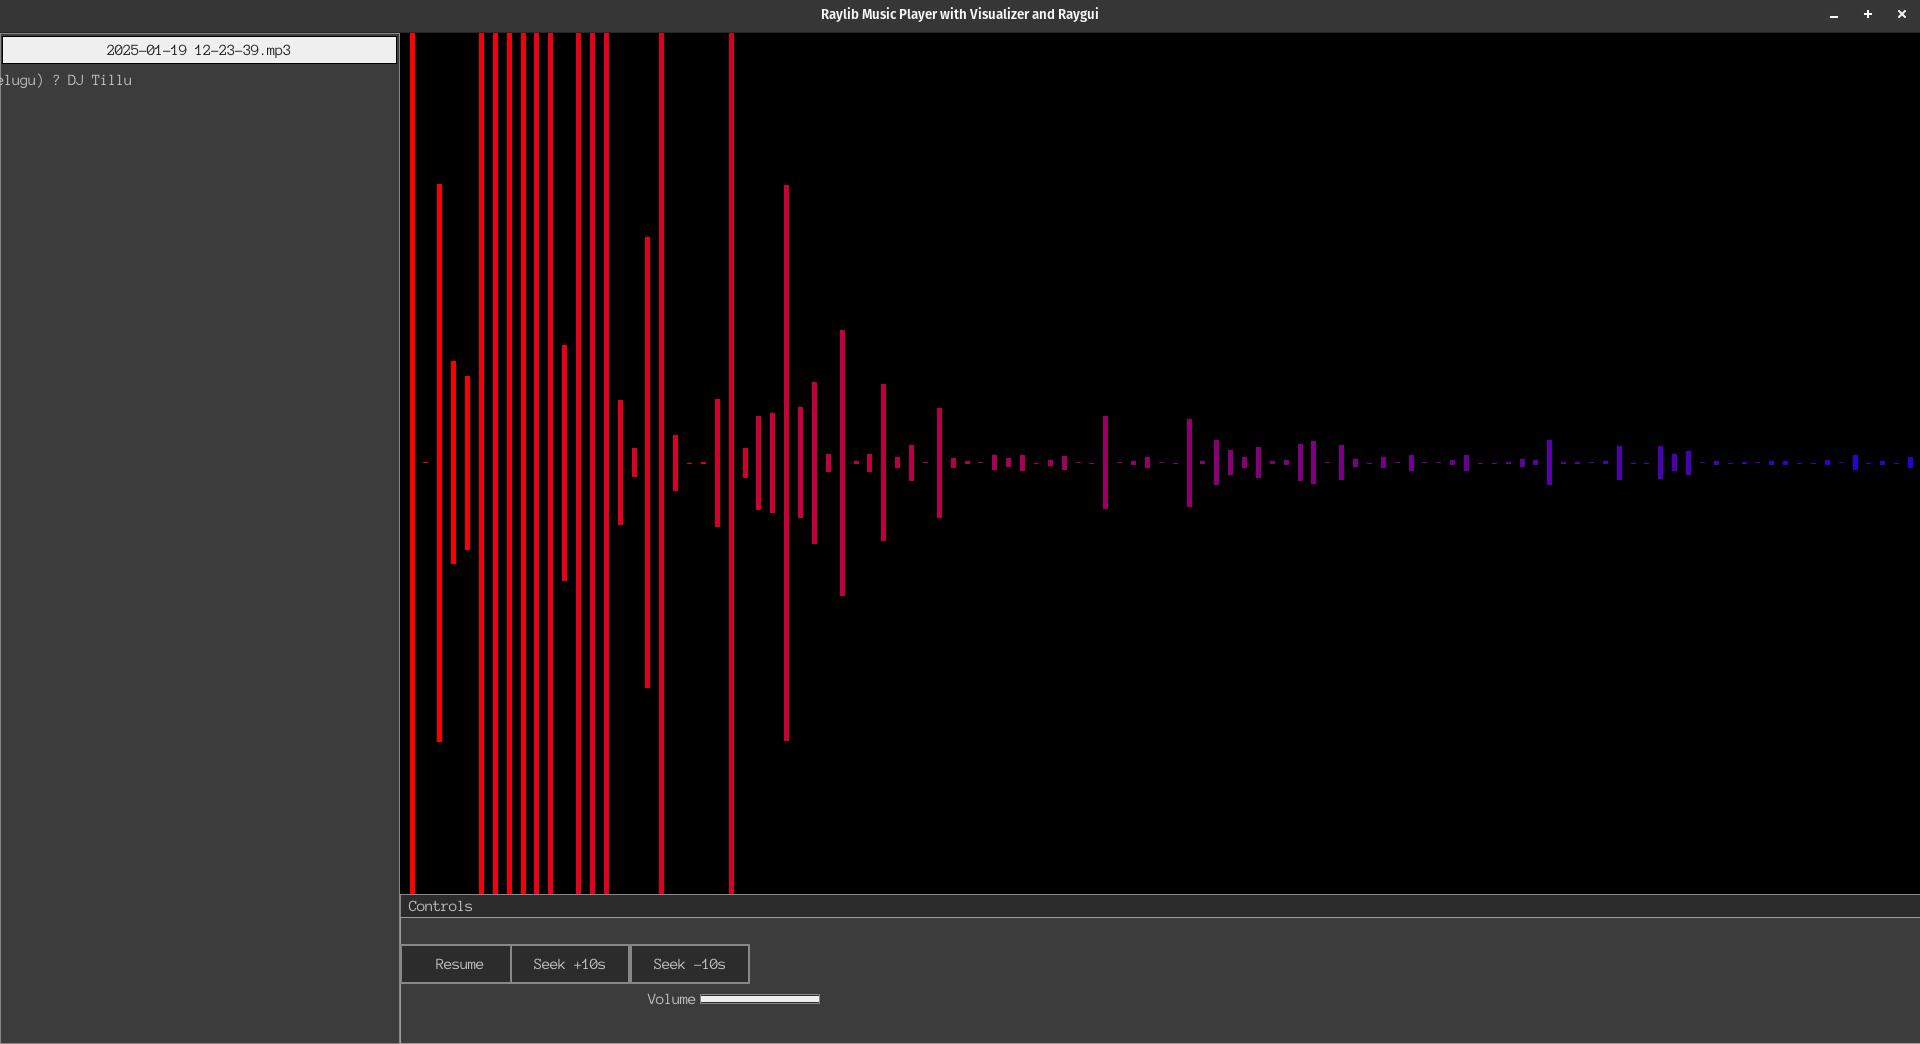 Raylib Music Player with Visualizer and Raygui
2025-01-19 12-23-39.mp3
elugu) ? DJ Tillu
Controls
Resume
Seek +10s
Seek -10s
Volume